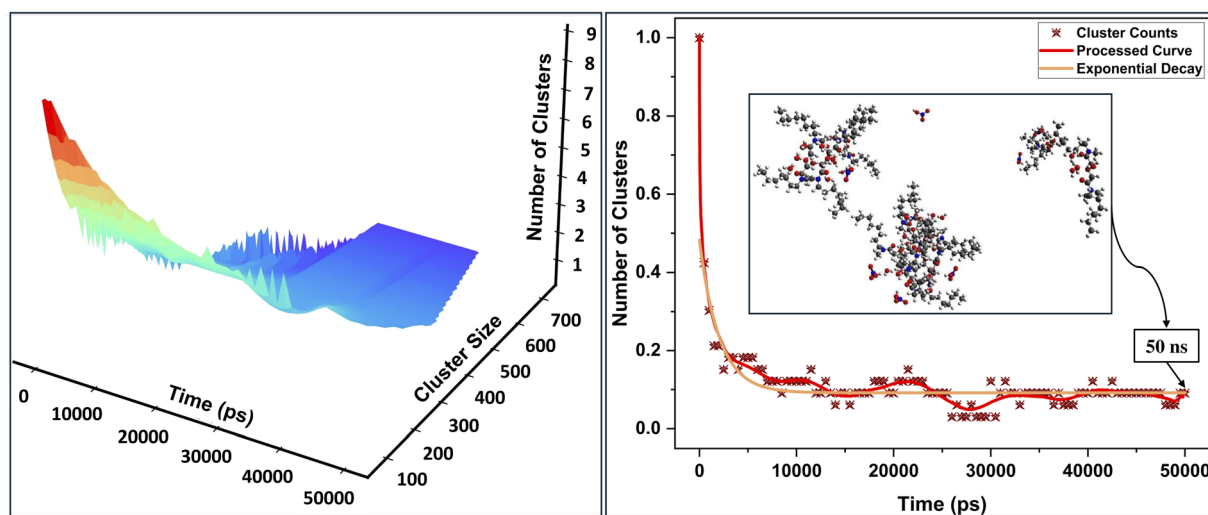 Number of Clusters
9
8
7
6
5
4
3
2
1
Cluster Size
700
600
500
400
300
200
100
Time (ps)
0
10000
20000
30000
40000
50000
Number of Clusters
1.0
0.8
0.6
0.4
0.2
0.0
Cluster Counts
Processed Curve
Exponential Decay
50 ns
0 10000 20000 30000 40000 50000
Time (ps)